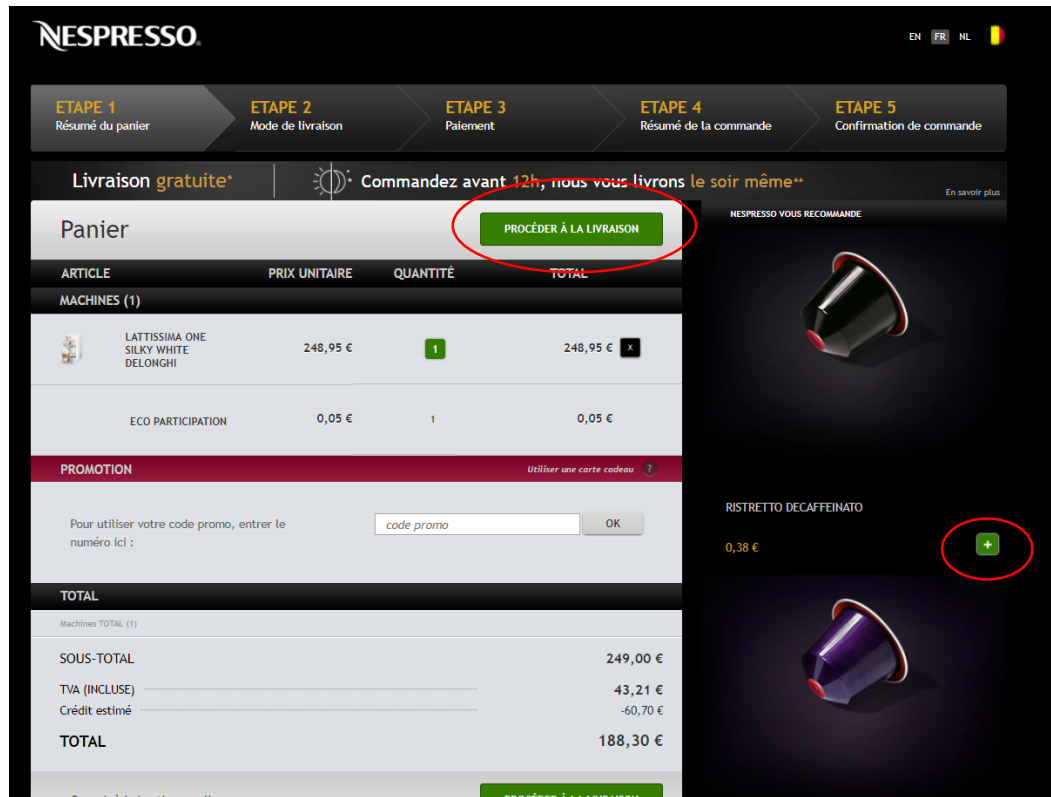 NESPRESSO.
EN FR NL
ETAPE 1
Résumé du panier
ETAPE 2
Mode de livraison
ETAPE 3
Paiement
ETAPE 4
Résumé de la commande
ETAPE 5
Confirmation de commande
Livraison gratuite*
Commandez avant 12h, nous vous livrons le soir même**
En savoir plus
Panier
PROCÉDER À LA LIVRAISON
ARTICLE PRIX UNITAIRE QUANTITÉ TOTAL
MACHINES (1)
LATTISSIMA ONE
SILKY WHITE
DELONGHI
248,95 € 1 248,95 € X
ECO PARTICIPATION 0,05 € 1 0,05 €
PROMOTION Utiliser une carte cadeau ?
Pour utiliser votre code promo, entrer le
numéro ici :
code promo OK
TOTAL
Machines TOTAL (1)
SOUS-TOTAL 249,00 €
TVA (INCLUSE) 43,21 €
Crédit estimé -60,70 €
TOTAL 188,30 €
PROCÉDER À LA LIVRAISON
NESPRESSO VOUS RECOMMANDE
RISTRETTO DECAFFEINATO
0,38 € +